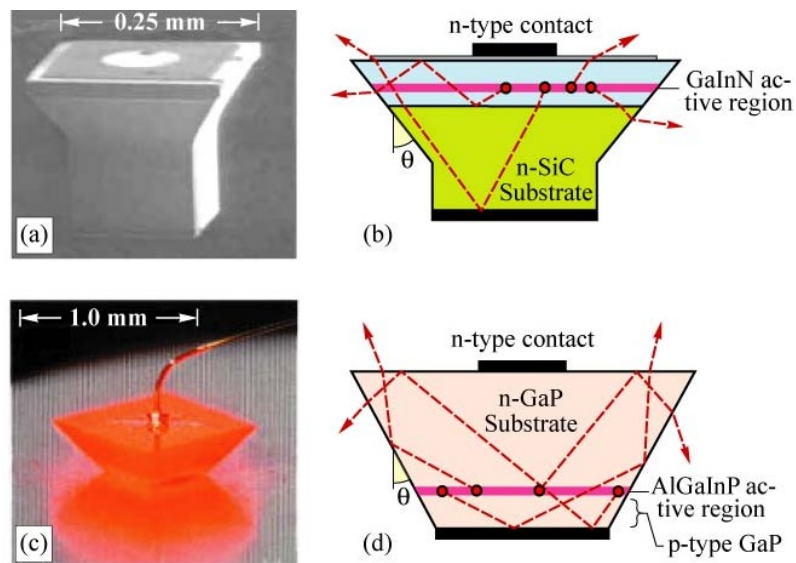 0.25 mm
(a)
n-type contact
GaInN ac-
tive region
θ
n-SiC
Substrate
(b)
1.0 mm
(c)
n-type contact
n-GaP
Substrate
θ
AlGaInP ac-
tive region
p-type GaP
(d)